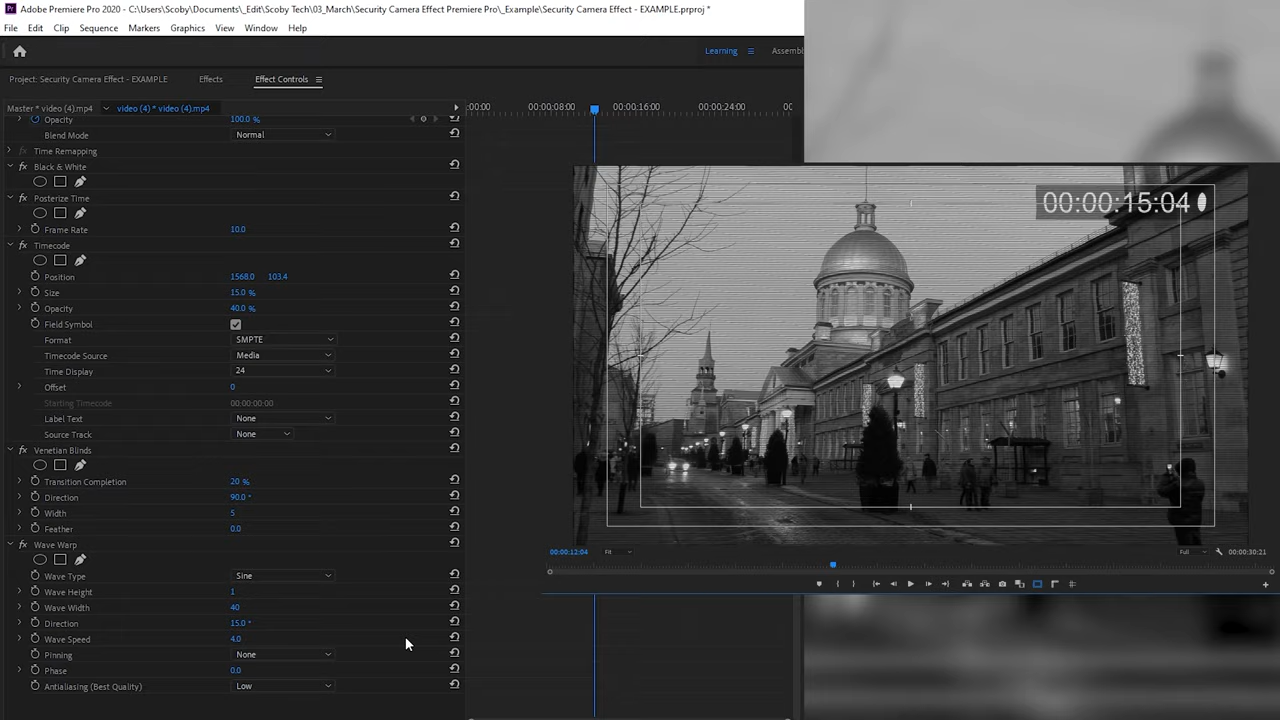 Adobe Premiere Pro 2020 - C:\Users\Scoby\Documents\_Edit\Scoby Tech\03_March\Security Camera Effect Premiere Pro\_Example\Security Camera Effect - EXAMPLE.prproj *
File Edit Clip Sequence Markers Graphics View Window Help
Learning Assemb
Project: Security Camera Effect - EXAMPLE Effects Effect Controls
Master * video (4).mp4 video (4) * video (4).mp4 :00:00 00:00:08:00 00:00:16:00 00:00:24:00 00
Opacity 100.0 %
Blend Mode Normal
Time Remapping
fx Black & White
fx Posterize Time
Frame Rate 10.0
fx Timecode
Position 1568.0 103.4
Size 15.0 %
Opacity 40.0 %
Field Symbol
Format SMPTE
Timecode Source Media
Time Display 24
Offset 0
Starting Timecode 00:00:00:00
Label Text None
Source Track None
fx Venetian Blinds
Transition Completion 20 %
Direction 90.0 °
Width 5
Feather 0.0
fx Wave Warp
Wave Type Sine
Wave Height 1
Wave Width 40
Direction 15.0 °
Wave Speed 4.0
Pinning None
Phase 0.0
Antialiasing (Best Quality) Low
00:00:15:04
00:00:12:04 Fit Full 00:00:30:21